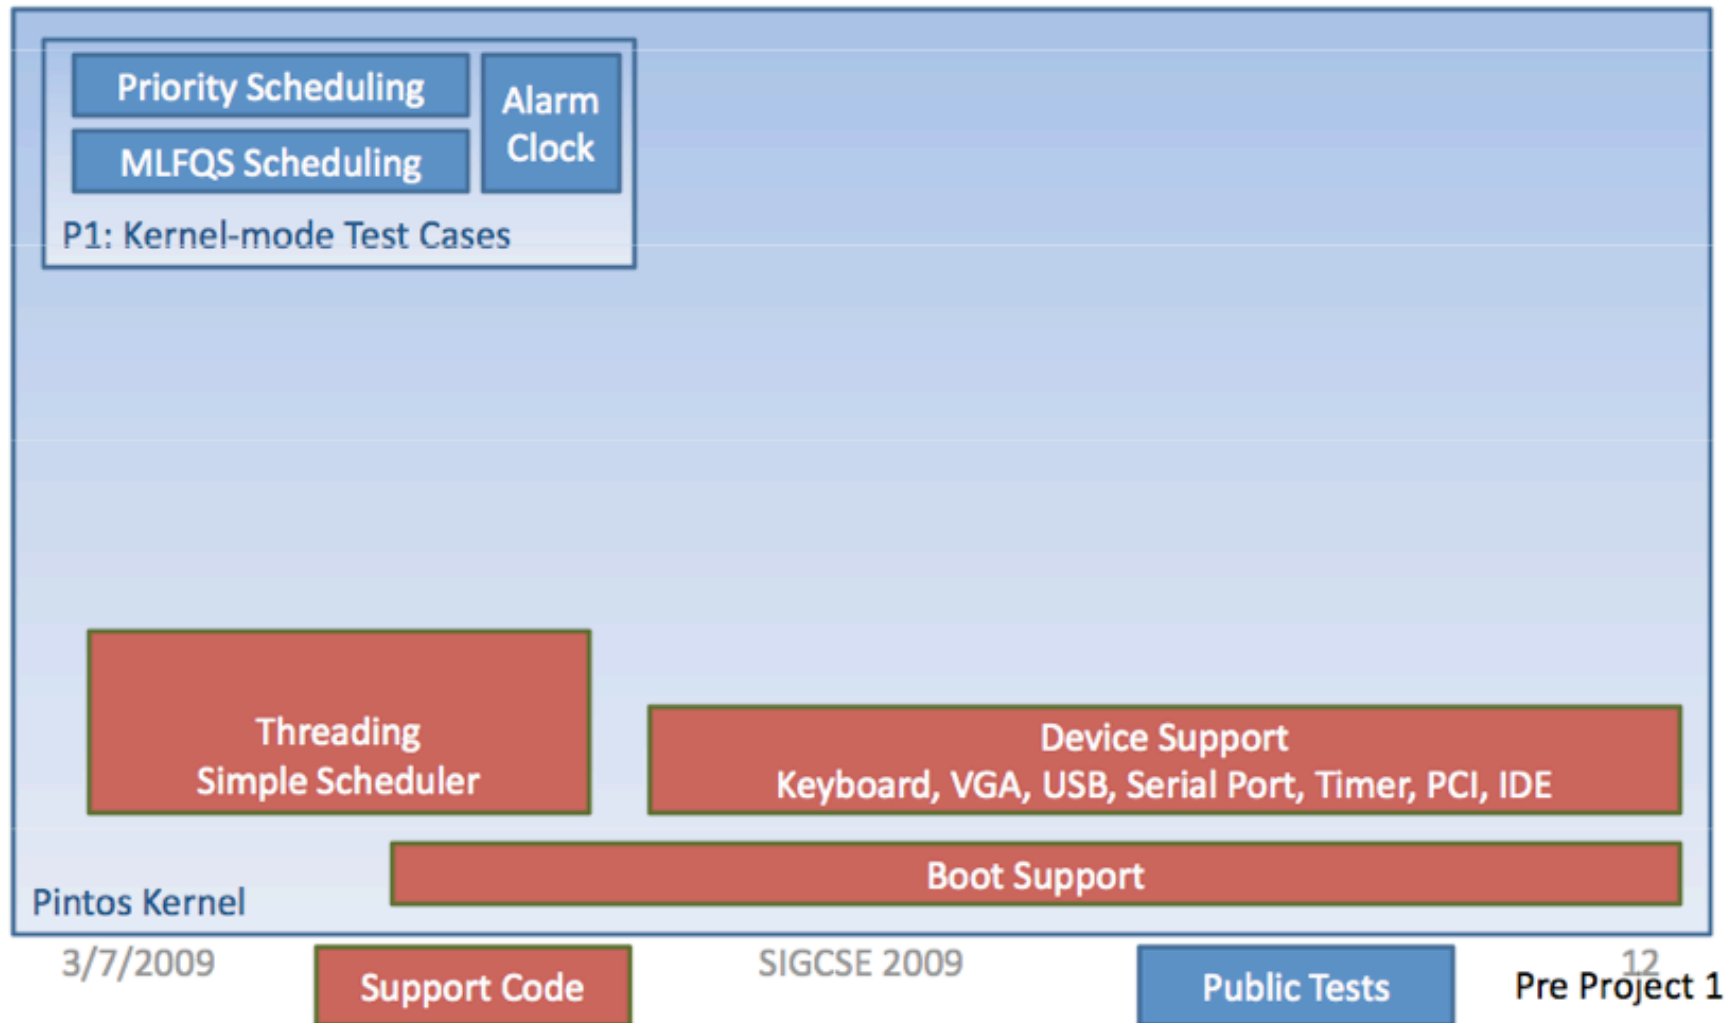 Priority Scheduling
MLFQS Scheduling
Alarm
Clock
P1: Kernel-mode Test Cases
Threading
Simple Scheduler
Device Support
Keyboard, VGA, USB, Serial Port, Timer, PCI, IDE
Boot Support
Pintos Kernel
3/7/2009
Support Code
SIGCSE 2009
Public Tests
12
Pre Project 1